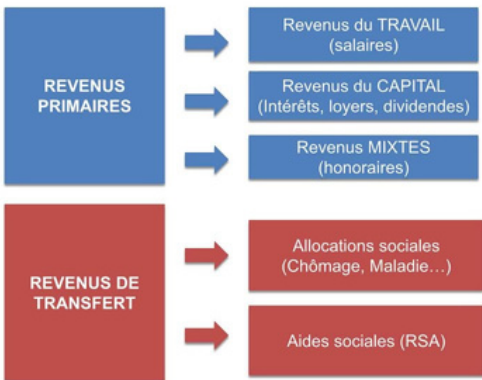 REVENUS
PRIMAIRES
Revenus du TRAVAIL
(salaires)
Revenus du CAPITAL
(Intérêts, loyers, dividendes)
Revenus MIXTES
(honoraires)
REVENUS DE
TRANSFERT
Allocations sociales
(Chômage, Maladie...)
Aides sociales (RSA)